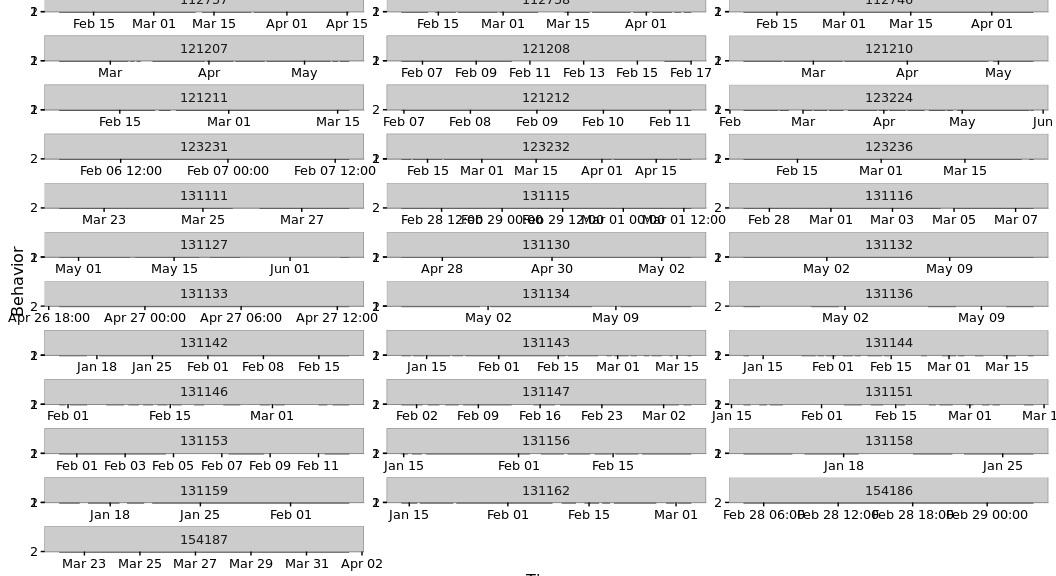 112757 112758 112746
2 Feb 15 Mar 01 Mar 15 Apr 01 Apr 15 2 Feb 15 Mar 01 Mar 15 Apr 01 2 Feb 15 Mar 01 Mar 15 Apr 01
121207 121208 121210
2 Mar Apr May 2 Feb 07 Feb 09 Feb 11 Feb 13 Feb 15 Feb 17 2 Mar Apr May
121211 121212 123224
2 Feb 15 Mar 01 Mar 15 2 Feb 07 Feb 08 Feb 09 Feb 10 Feb 11 2 Feb Mar Apr May Jun
123231 123232 123236
2 Feb 06 12:00 Feb 07 00:00 Feb 07 12:00 2 Feb 15 Mar 01 Mar 15 Apr 01 Apr 15 2 Feb 15 Mar 01 Mar 15
131111 131115 131116
2 Mar 23 Mar 25 Mar 27 2 Feb 28 12:00 Feb 29 00:00 Feb 29 12:00 Mar 01 00:00 Mar 01 12:00 2 Feb 28 Mar 01 Mar 03 Mar 05 Mar 07
Behavior
131127 131130 131132
2 May 01 May 15 Jun 01 2 Apr 28 Apr 30 May 02 2 May 02 May 09
131133 131134 131136
2 Apr 26 18:00 Apr 27 00:00 Apr 27 06:00 Apr 27 12:00 2 May 02 May 09 2 May 02 May 09
131142 131143 131144
2 Jan 18 Jan 25 Feb 01 Feb 08 Feb 15 2 Jan 15 Feb 01 Feb 15 Mar 01 Mar 15 2 Jan 15 Feb 01 Feb 15 Mar 01 Mar 15
131146 131147 131151
2 Feb 01 Feb 15 Mar 01 2 Feb 02 Feb 09 Feb 16 Feb 23 Mar 02 2 Jan 15 Feb 01 Feb 15 Mar 01 Mar 1
131153 131156 131158
2 Feb 01 Feb 03 Feb 05 Feb 07 Feb 09 Feb 11 2 Jan 15 Feb 01 Feb 15 2 Jan 18 Jan 25
131159 131162 154186
2 Jan 18 Jan 25 Feb 01 2 Jan 15 Feb 01 Feb 15 Mar 01 2 Feb 28 06:00 Feb 28 12:00 Feb 28 18:00 Feb 29 00:00
154187
2 Mar 23 Mar 25 Mar 27 Mar 29 Mar 31 Apr 02